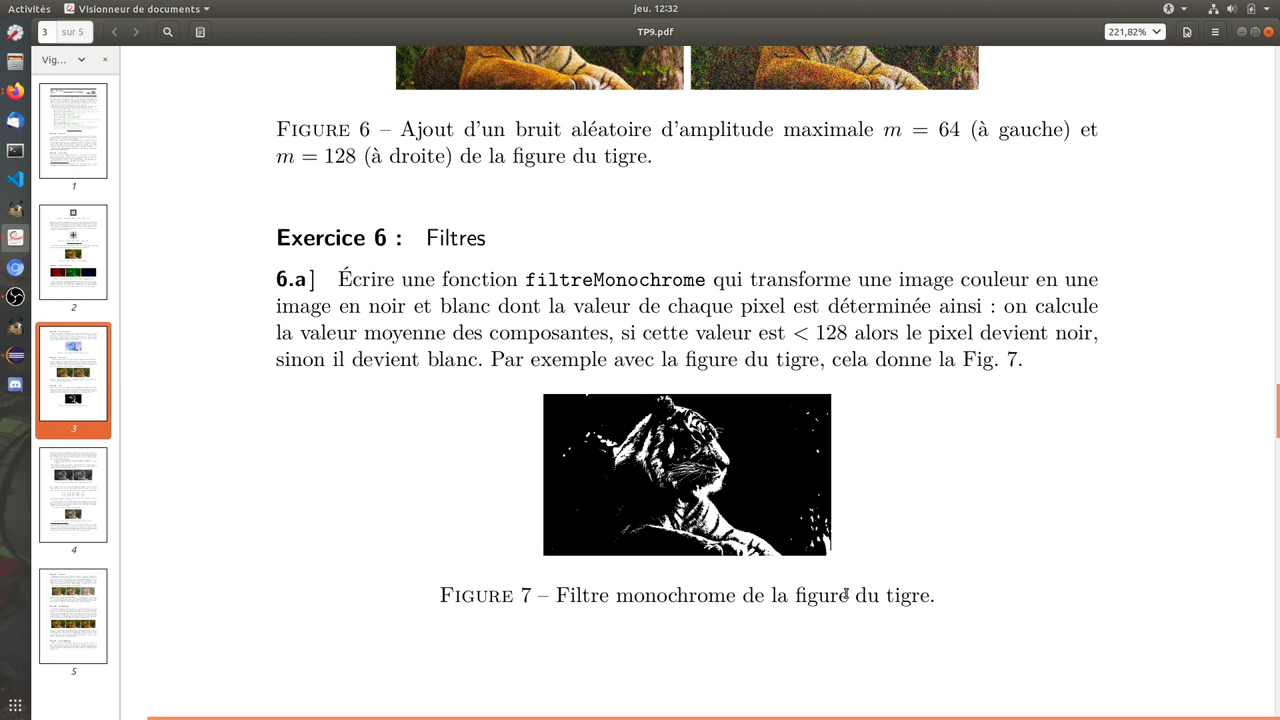 Activités Visionneur de documents jeu. 12:32
3 sur 5 TP9.pdf 221,82%
Vig…
1
2
3
4
5
FIGURE 6 – Ajout d'un bruit aléatoire d'amplitude maximale m = 64 (à gauche) et
m = 128 (à droite) de la figure du tigre.
Exercice 6 : Filtres
6.a] Écrire une fonction filtreMonochrome qui transforme une image couleur en une
image en noir et blanc dont la valeur de chaque pixel est déterminée ainsi : on calcule
la valeur moyenne des composantes, si cette valeur est < 128 alors le pixel devient noir,
sinon il devient blanc. Par exemple avec la figure du tigre, cela donne la Fig. 7.
FIGURE 7 – Filtre monochrome de la figure du tigre.